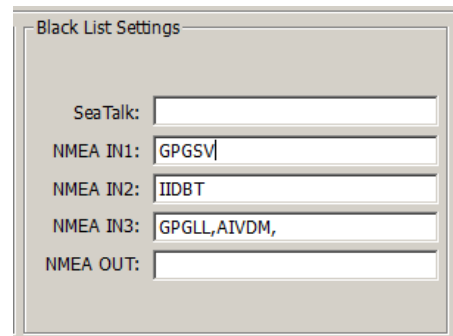 Black List Settings
SeaTalk:
NMEA IN1: GPGSV
NMEA IN2: IIDBT
NMEA IN3: GPGLL,AIVDM,
NMEA OUT: